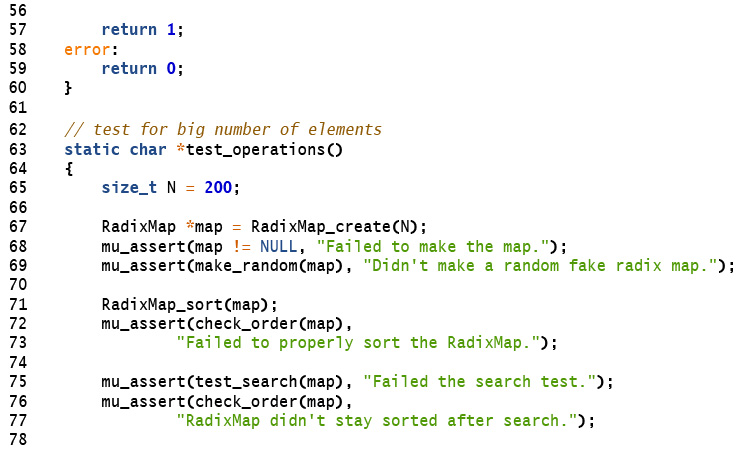 56
57 return 1;
58 error:
59 return 0;
60 }
61
62 // test for big number of elements
63 static char *test_operations()
64 {
65 size_t N = 200;
66
67 RadixMap *map = RadixMap_create(N);
68 mu_assert(map != NULL, "Failed to make the map.");
69 mu_assert(make_random(map), "Didn't make a random fake radix map.");
70
71 RadixMap_sort(map);
72 mu_assert(check_order(map),
73 "Failed to properly sort the RadixMap.");
74
75 mu_assert(test_search(map), "Failed the search test.");
76 mu_assert(check_order(map),
77 "RadixMap didn't stay sorted after search.");
78